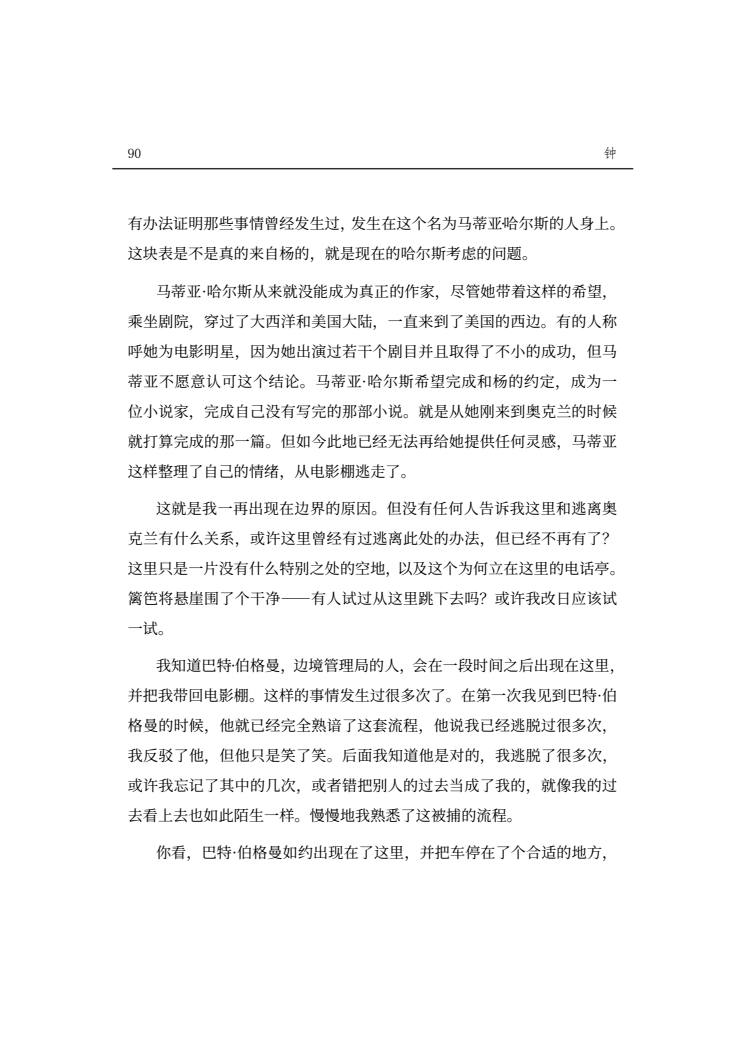 90 钟
有办法证明那些事情曾经发生过，发生在这个名为马蒂亚·哈尔斯的人身上。
这块表是不是真的来自杨的，就是现在的哈尔斯考虑的问题。
马蒂亚·哈尔斯从来就没能成为真正的作家，尽管她带着这样的希望，
乘坐剧院，穿过了大西洋和美国大陆，一直来到了美国的西边。有的人称
呼她为电影明星，因为她出演过若干个剧目并且取得了不小的成功，但马
蒂亚不愿意认可这个结论。马蒂亚·哈尔斯希望完成和杨的约定，成为一
位小说家，完成自己没有写完的那部小说。就是从她刚来到奥克兰的时候
就打算完成的那一篇。但如今此地已经无法再给她提供任何灵感，马蒂亚
这样整理了自己的情绪，从电影棚逃走了。
这就是我一再出现在边界的原因。但没有任何人告诉我这里和逃离奥
克兰有什么关系，或许这里曾经有过逃离此处的办法，但已经不再有了？
这里只是一片没有什么特别之处的空地，以及这个为何立在这里的电话亭。
篱笆将悬崖围了个干净——有人试过从这里跳下去吗？或许我改日应该试
一试。
我知道巴特·伯格曼，边境管理局的人，会在一段时间之后出现在这里，
并把我带回电影棚。这样的事情发生过很多次了。在第一次我见到巴特·伯
格曼的时候，他就已经完全熟谙了这套流程，他说我已经逃脱过很多次，
我反驳了他，但他只是笑了笑。后面我知道他是对的，我逃脱了很多次，
或许我忘记了其中的几次，或者错把别人的过去当成了我的，就像我的过
去看上去也如此陌生一样。慢慢地我熟悉了这被捕的流程。
你看，巴特·伯格曼如约出现在了这里，并把车停在了个合适的地方，